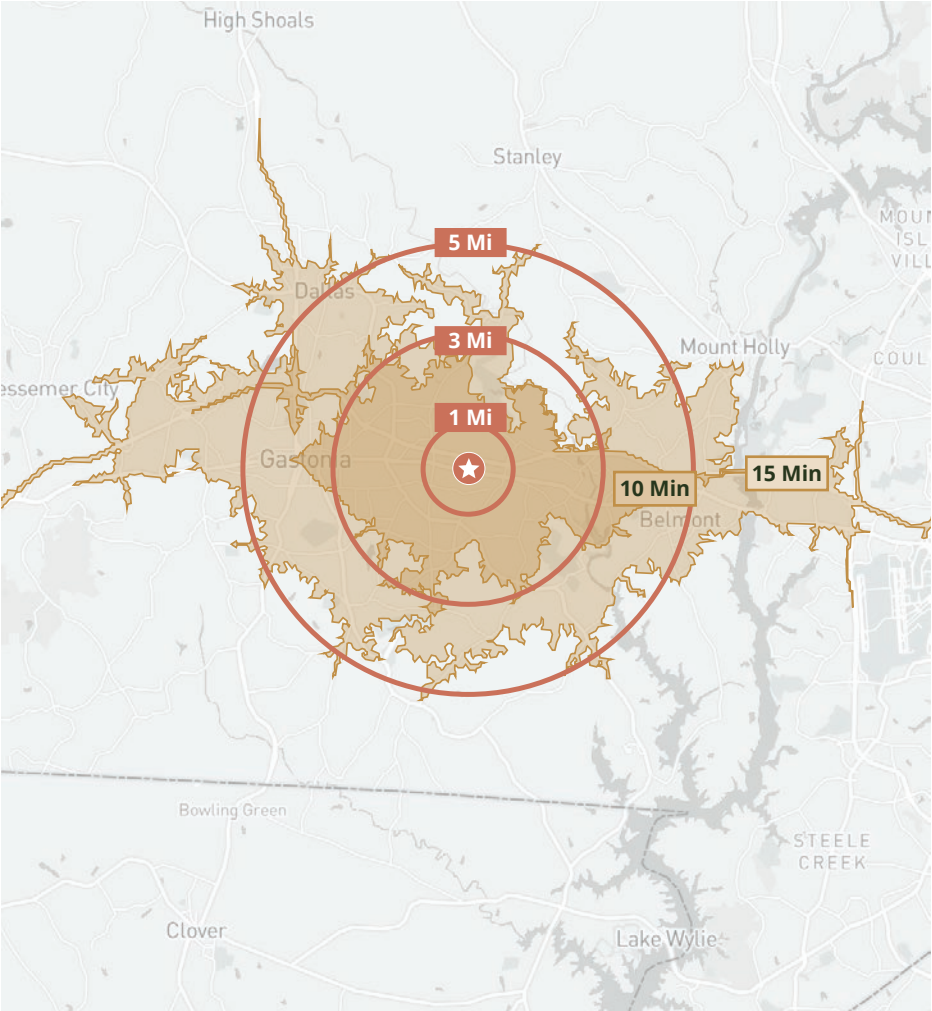 High Shoals
Stanley
MOUN
ISL
VILL
5 Mi
Dallas
3 Mi
Mount Holly
COUL
essemer City
1 Mi
Gastonia
15 Min
10 Min
Belmont
Bowling Green
STEELE
CREEK
Clover
Lake Wylie